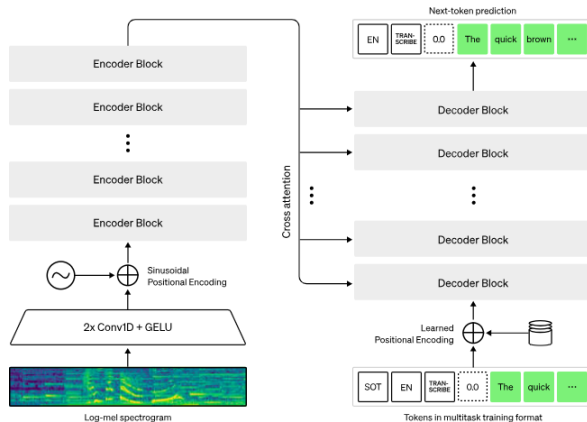 Next-token prediction
EN
TRAN-
SCRIBE
0.0
The
quick
brown
...
Encoder Block
Encoder Block
...
Encoder Block
Encoder Block
Cross attention
Decoder Block
Decoder Block
...
...
Decoder Block
Decoder Block
Sinusoidal
Positional Encoding
2x Conv1D + GELU
Log-mel spectrogram
Learned
Positional Encoding
SOT
EN
TRAN-
SCRIBE
0.0
The
quick
...
Tokens in multitask training format